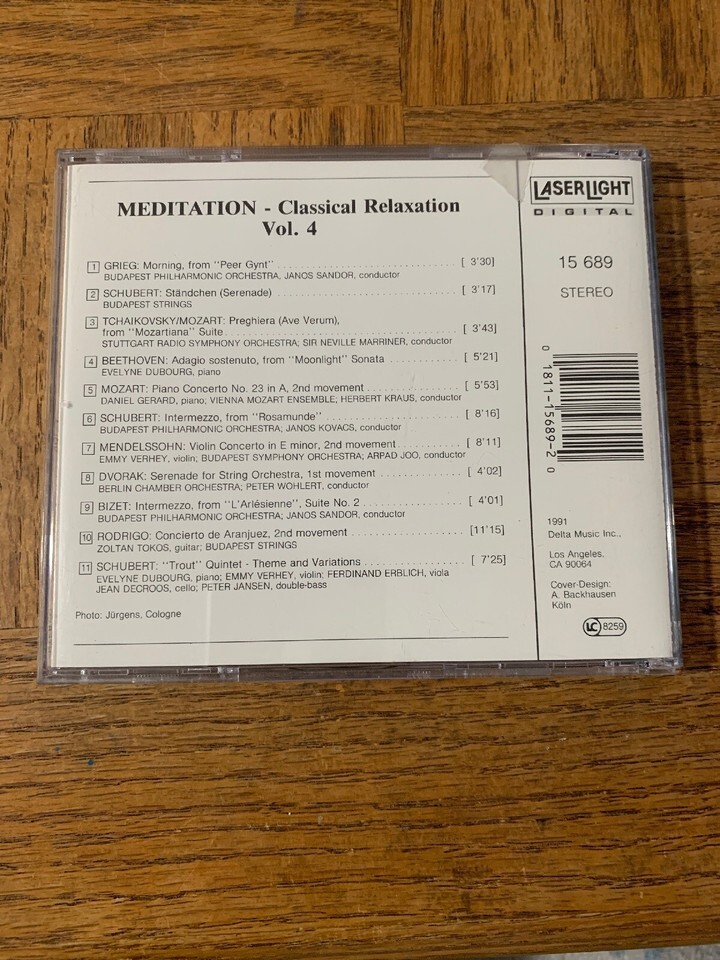 MEDITATION - Classical Relaxation
Vol. 4
1 GRIEG: Morning, from "Peer Gynt" [ 3'30]
BUDAPEST PHILHARMONIC ORCHESTRA, JANOS SANDOR, conductor
2 SCHUBERT: Ständchen (Serenade) [ 3'17]
BUDAPEST STRINGS
3 TCHAIKOVSKY/MOZART: Preghiera (Ave Verum),
from "Mozartiana" Suite [ 3'43]
STUTTGART RADIO SYMPHONY ORCHESTRA; SIR NEVILLE MARRINER, conductor
4 BEETHOVEN: Adagio sostenuto, from "Moonlight" Sonata [ 5'21]
EVELYNE DUBOURG, piano
5 MOZART: Piano Concerto No. 23 in A, 2nd movement [ 5'53]
DANIEL GERARD, piano; VIENNA MOZART ENSEMBLE; HERBERT KRAUS, conductor
6 SCHUBERT: Intermezzo, from "Rosamunde" [ 8'16]
BUDAPEST PHILHARMONIC ORCHESTRA; JANOS KOVACS, conductor
7 MENDELSSOHN: Violin Concerto in E minor, 2nd movement [ 8'11]
EMMY VERHEY, violin; BUDAPEST SYMPHONY ORCHESTRA; ARPAD JOO, conductor
8 DVORAK: Serenade for String Orchestra, 1st movement [ 4'02]
BERLIN CHAMBER ORCHESTRA; PETER WOHLERT, conductor
9 BIZET: Intermezzo, from "L'Arlésienne", Suite No. 2 [ 4'01]
BUDAPEST PHILHARMONIC ORCHESTRA; JANOS SANDOR, conductor
10 RODRIGO: Concierto de Aranjuez, 2nd movement [11'15]
ZOLTAN TOKOS, guitar; BUDAPEST STRINGS
11 SCHUBERT: "Trout" Quintet - Theme and Variations [ 7'25]
EVELYNE DUBOURG, piano; EMMY VERHEY, violin; FERDINAND ERBLICH, viola
JEAN DECROOS, cello; PETER JANSEN, double-bass
Photo: Jürgens, Cologne
LASERLIGHT
DIGITAL
15 689
STEREO
0 1811-15689-2 0
1991
Delta Music Inc.,
Los Angeles,
CA 90064
Cover-Design:
A. Backhausen
Köln
LC 8259